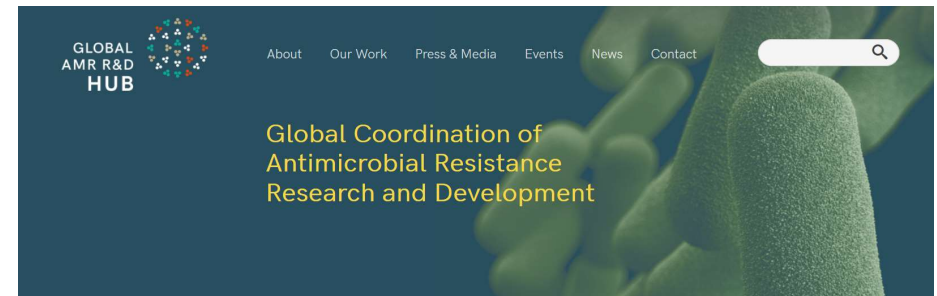 GLOBAL
AMR R&D
HUB
About Our Work Press & Media Events News Contact
Global Coordination of
Antimicrobial Resistance
Research and Development